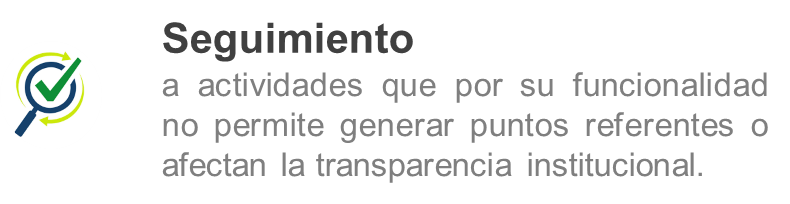 Seguimiento
a actividades que por su funcionalidad
no permite generar puntos referentes o
afectan la transparencia institucional.